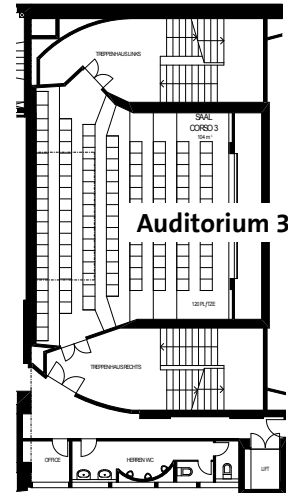 TREPPENHAUS LINKS
SAAL
CORSO 3
104 m²
Auditorium 3
120 PLÄTZE
TREPPENHAUS RECHTS
OFFICE
HERREN WC
LIFT